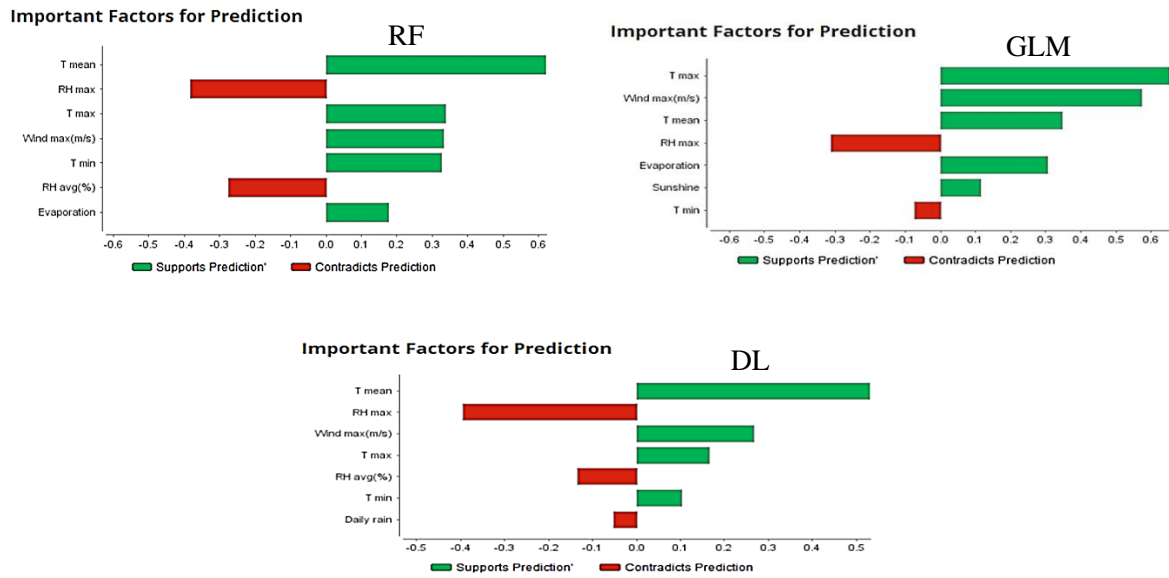 Important Factors for Prediction
RF
T mean
RH max
T max
Wind max(m/s)
T min
RH avg(%)
Evaporation
-0.6 -0.5 -0.4 -0.3 -0.2 -0.1 0.0 0.1 0.2 0.3 0.4 0.5 0.6
Supports Prediction' Contradicts Prediction
Important Factors for Prediction
GLM
T max
Wind max(m/s)
T mean
RH max
Evaporation
Sunshine
T min
-0.6 -0.5 -0.4 -0.3 -0.2 -0.1 0.0 0.1 0.2 0.3 0.4 0.5 0.6
Supports Prediction' Contradicts Prediction
Important Factors for Prediction
DL
T mean
RH max
Wind max(m/s)
T max
RH avg(%)
T min
Daily rain
-0.5 -0.4 -0.3 -0.2 -0.1 0.0 0.1 0.2 0.3 0.4 0.5
Supports Prediction' Contradicts Prediction